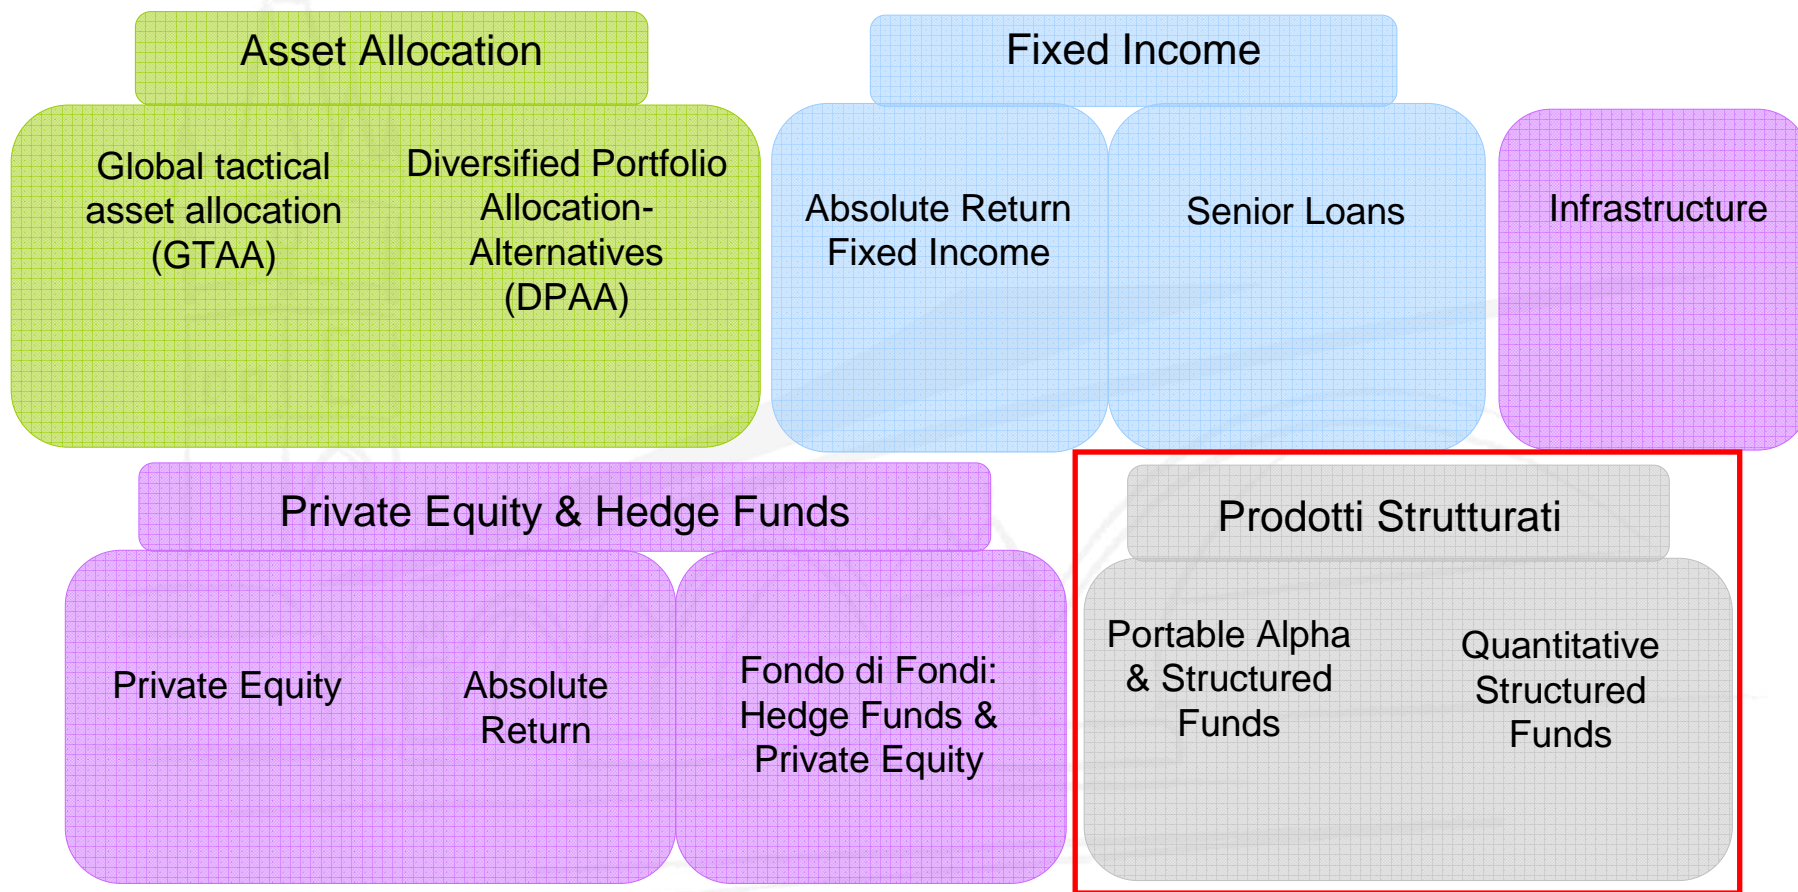 Asset Allocation
Global tactical
asset allocation
(GTAA)
Diversified Portfolio
Allocation-
Alternatives
(DPAA)
Fixed Income
Absolute Return
Fixed Income
Senior Loans
Infrastructure
Private Equity & Hedge Funds
Private Equity
Absolute
Return
Fondo di Fondi:
Hedge Funds &
Private Equity
Prodotti Strutturati
Portable Alpha
& Structured
Funds
Quantitative
Structured
Funds